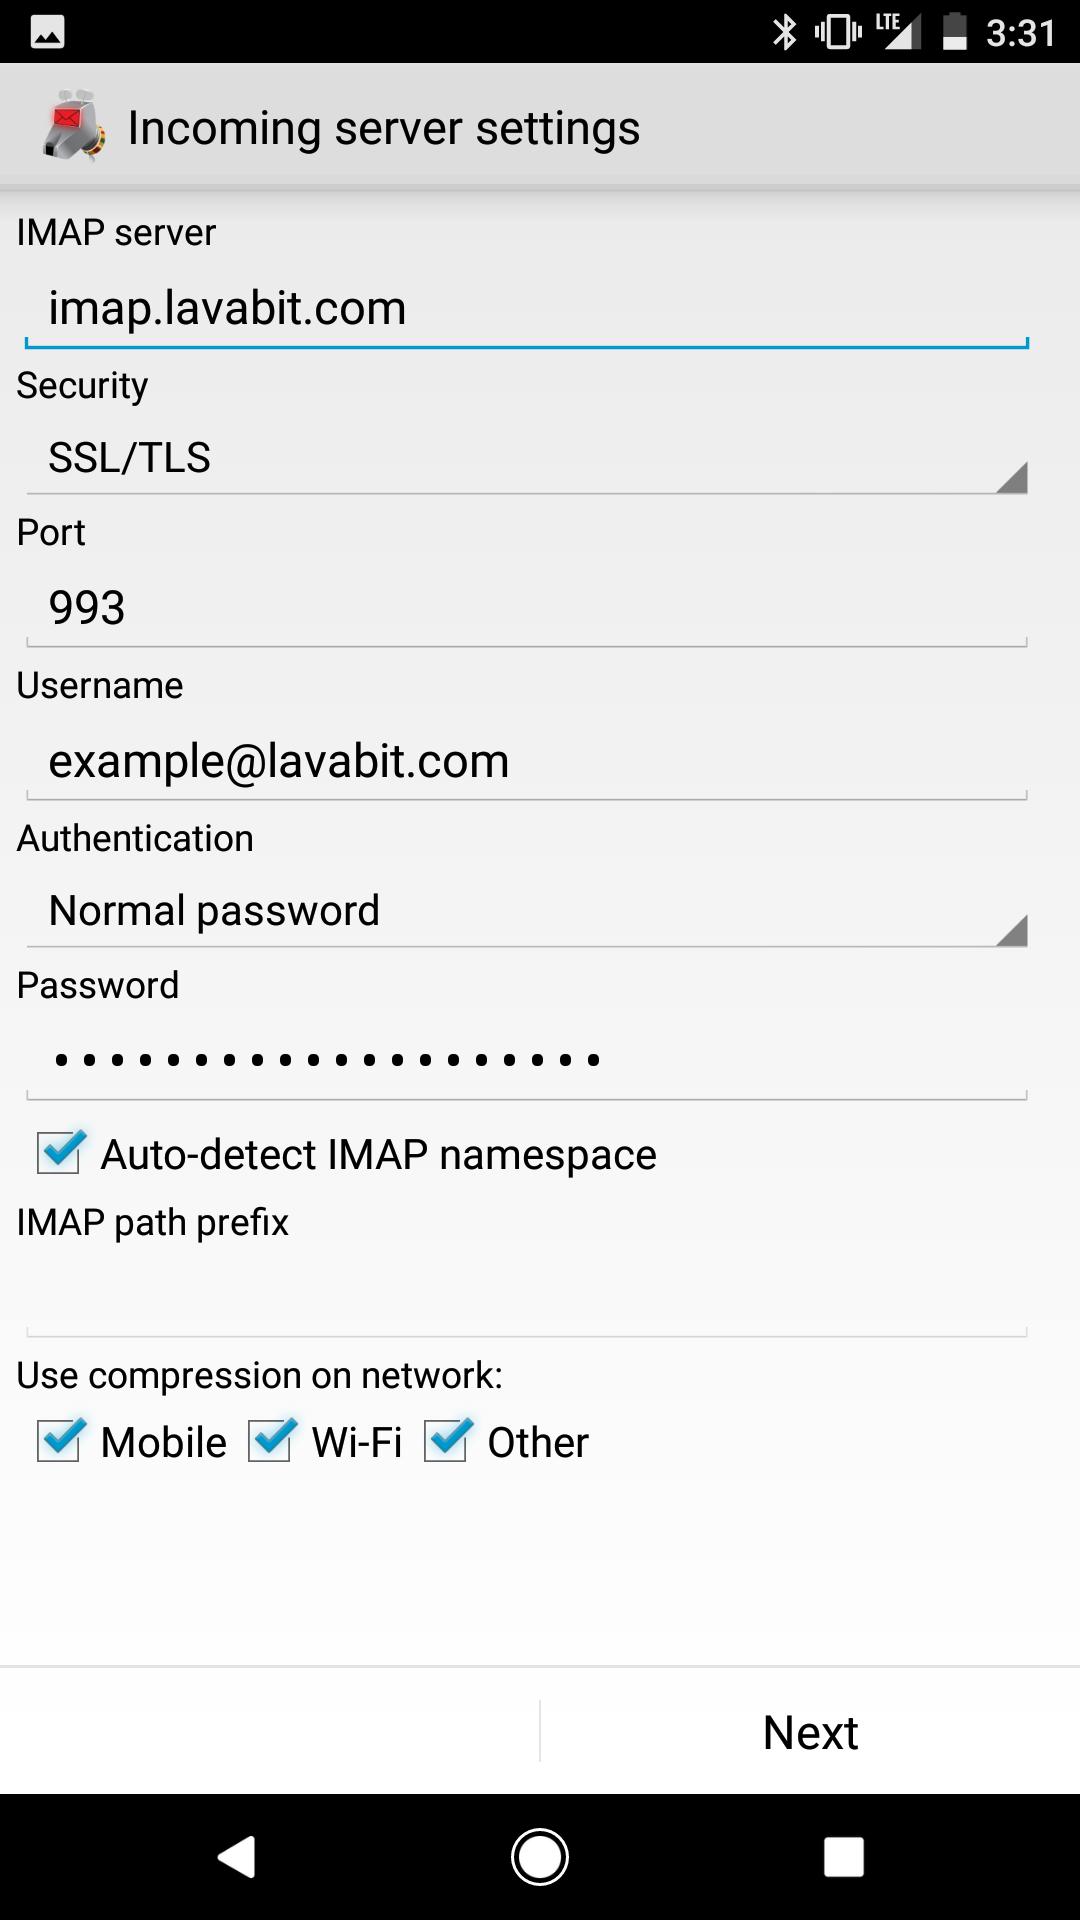 LTE 3:31
Incoming server settings
IMAP server
imap.lavabit.com
Security
SSL/TLS
Port
993
Username
example@lavabit.com
Authentication
Normal password
Password
••••••••••••••••••••
Auto-detect IMAP namespace
IMAP path prefix
Use compression on network:
Mobile Wi-Fi Other
Next